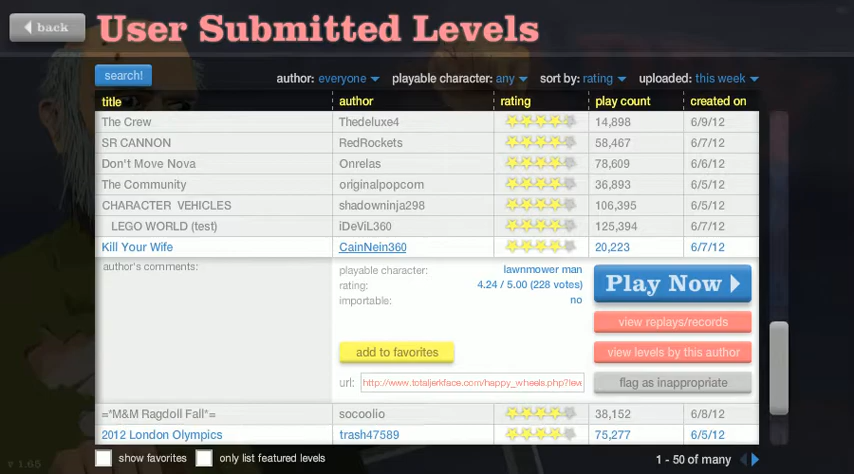 back
User Submitted Levels
search!
author: everyone playable character: any sort by: rating uploaded: this week
title author rating play count created on
The Crew Thedeluxe4 14,898 6/9/12
SR CANNON RedRockets 58,467 6/7/12
Don't Move Nova Onrelas 78,609 6/6/12
The Community originalpopcorn 36,893 6/5/12
CHARACTER VEHICLES shadowninja298 106,395 6/5/12
LEGO WORLD (test) iDeViL360 125,394 6/7/12
Kill Your Wife CainNein360 20,223 6/7/12
author's comments:
playable character: lawnmower man
rating: 4.24 / 5.00 (228 votes)
importable: no
Play Now
view replays/records
add to favorites
view levels by this author
url: http://www.totaljerkface.com/happy_wheels.php?leve
flag as inappropriate
=*M&M Ragdoll Fall*= socoolio 38,152 6/8/12
2012 London Olympics trash47589 75,277 6/5/12
v 1.65
show favorites only list featured levels 1 - 50 of many